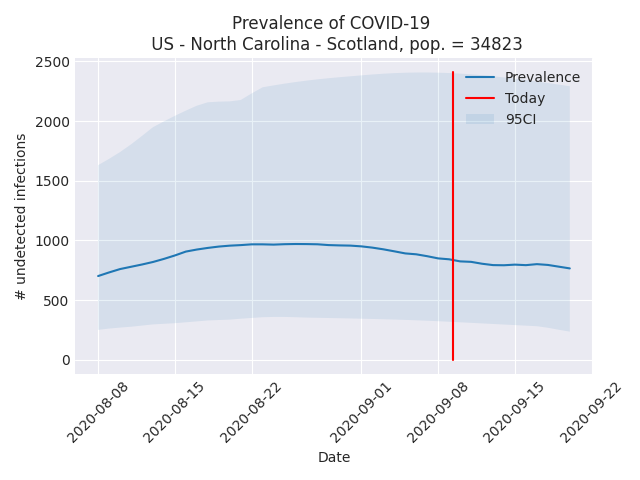 Prevalence of COVID-19
US - North Carolina - Scotland, pop. = 34823
2500
2000
1500
1000
500
0
# undetected infections
Prevalence
Today
95CI
2020-08-08
2020-08-15
2020-08-22
2020-09-01
2020-09-08
2020-09-15
2020-09-22
Date